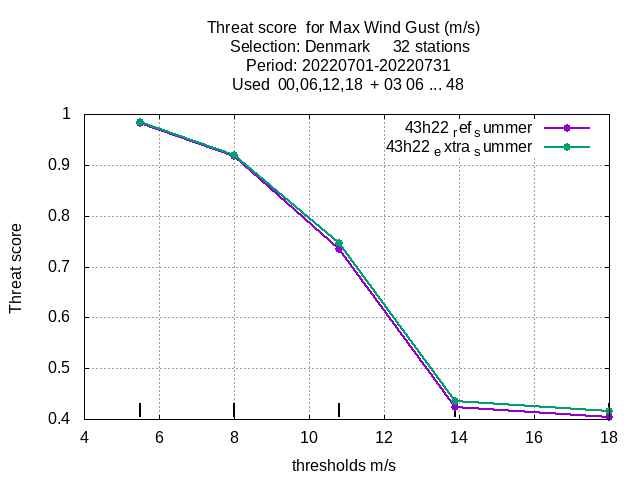 Threat score  for Max Wind Gust (m/s)
Selection: Denmark     32 stations
Period: 20220701-20220731
Used  00,06,12,18  + 03 06 ... 48
43h22 ref summer
43h22 extra summer
1
0.9
0.8
0.7
0.6
0.5
0.4
Threat score
4 6 8 10 12 14 16 18
thresholds m/s